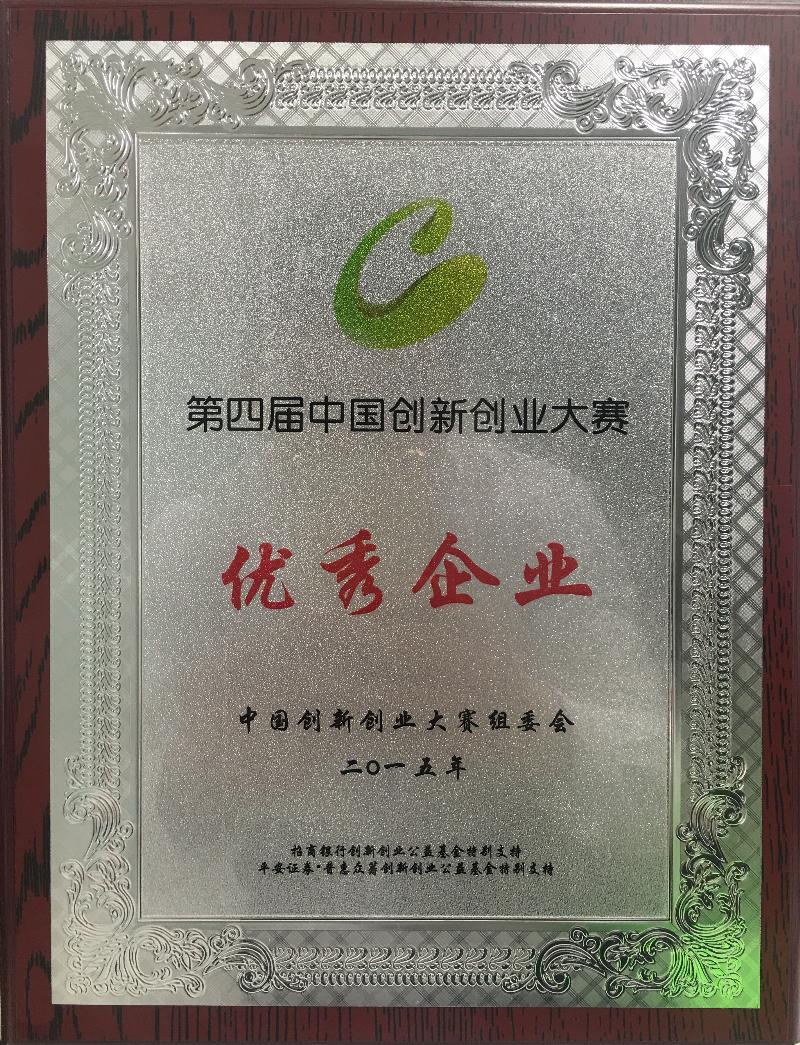 第四届中国创新创业大赛
优秀企业
中国创新创业大赛组委会
二〇一五年
招商银行创新创业公益基金特别支持
平安证券·普惠众筹创新创业公益基金特别支持